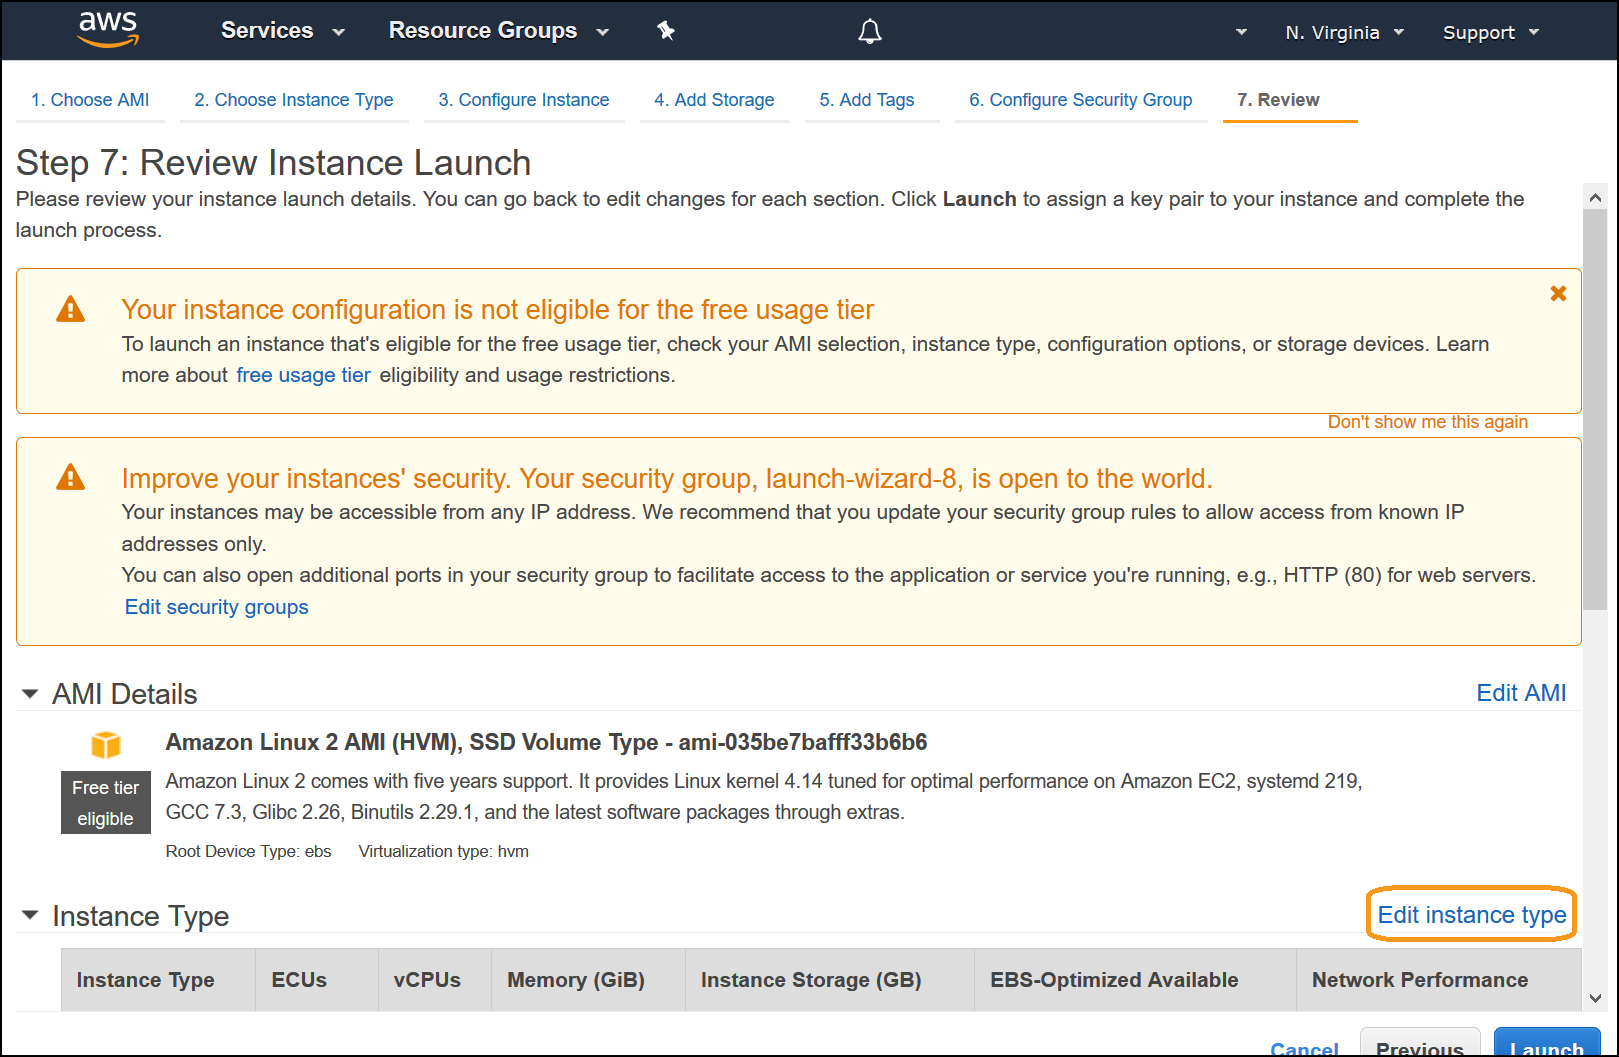 aws Services Resource Groups N. Virginia Support
1. Choose AMI 2. Choose Instance Type 3. Configure Instance 4. Add Storage 5. Add Tags 6. Configure Security Group 7. Review
Step 7: Review Instance Launch
Please review your instance launch details. You can go back to edit changes for each section. Click Launch to assign a key pair to your instance and complete the
launch process.
Your instance configuration is not eligible for the free usage tier
To launch an instance that's eligible for the free usage tier, check your AMI selection, instance type, configuration options, or storage devices. Learn
more about free usage tier eligibility and usage restrictions.
Don't show me this again
Improve your instances' security. Your security group, launch-wizard-8, is open to the world.
Your instances may be accessible from any IP address. We recommend that you update your security group rules to allow access from known IP
addresses only.
You can also open additional ports in your security group to facilitate access to the application or service you're running, e.g., HTTP (80) for web servers.
Edit security groups
AMI Details Edit AMI
Amazon Linux 2 AMI (HVM), SSD Volume Type - ami-035be7bafff33b6b6
Free tier
eligible
Amazon Linux 2 comes with five years support. It provides Linux kernel 4.14 tuned for optimal performance on Amazon EC2, systemd 219,
GCC 7.3, Glibc 2.26, Binutils 2.29.1, and the latest software packages through extras.
Root Device Type: ebs Virtualization type: hvm
Instance Type Edit instance type
Instance Type ECUs vCPUs Memory (GiB) Instance Storage (GB) EBS-Optimized Available Network Performance
Cancel Previous Launch